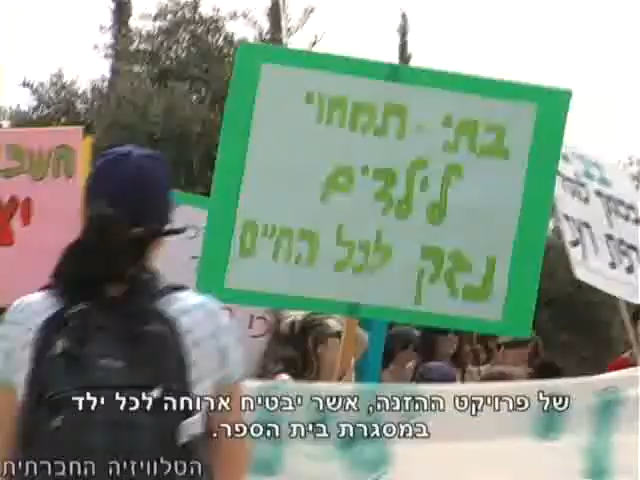 בתי-תמחוי
לילדים
נזק לכל החיים
השכ
של פרויקט ההזנה, אשר יבטיח ארוחה לכל ילד
במסגרת בית הספר.
הטלוויזיה החברתית